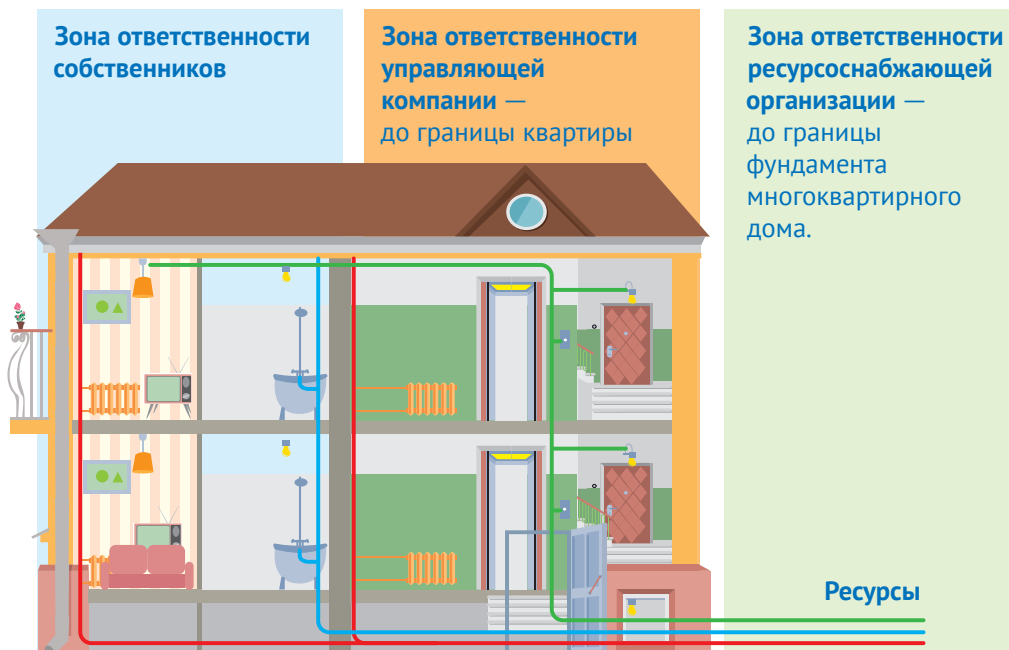 Зона ответственности
собственников
Зона ответственности
управляющей
компании —
до границы квартиры
Зона ответственности
ресурсоснабжающей
организации —
до границы
фундамента
многоквартирного
дома.
Ресурсы